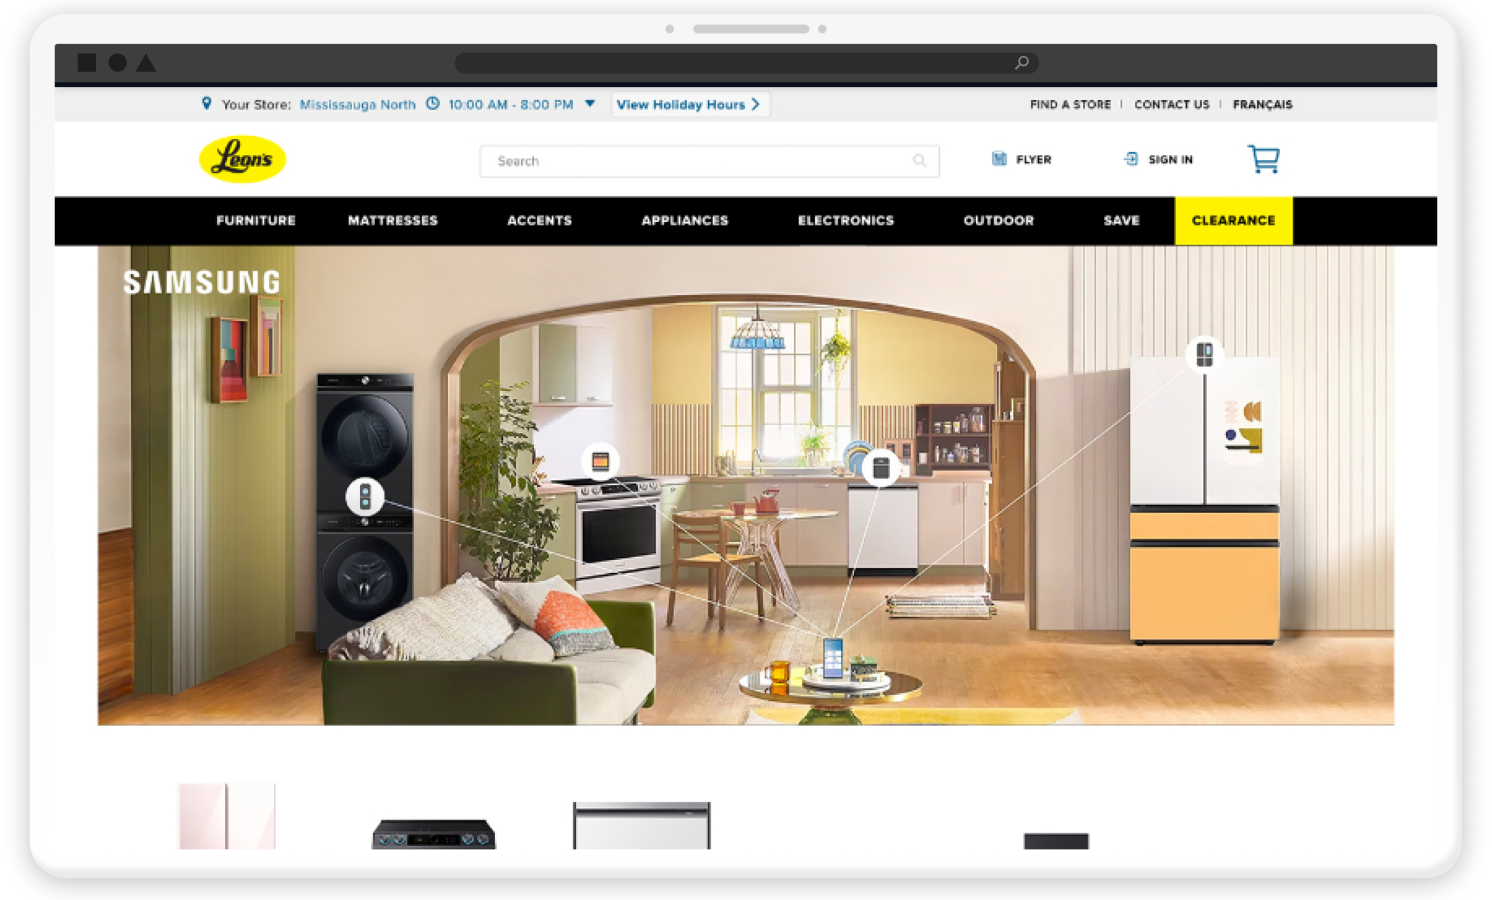 Your Store: Mississauga North 10:00 AM - 8:00 PM View Holiday Hours
FIND A STORE | CONTACT US | FRANÇAIS
Leon's
Search
FLYER
SIGN IN
FURNITURE MATTRESSES ACCENTS APPLIANCES ELECTRONICS OUTDOOR SAVE CLEARANCE
SAMSUNG